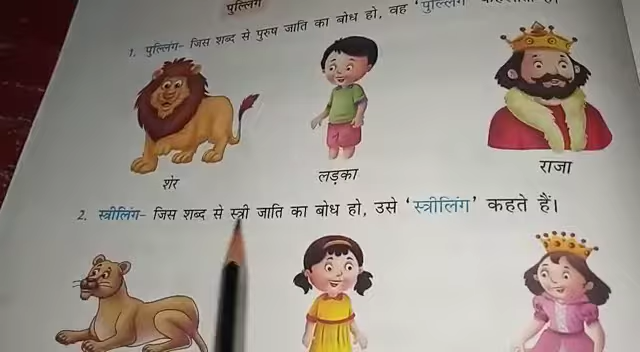 पुल्लिंग
1. पुल्लिंग- जिस शब्द से पुरुष जाति का बोध हो, वह 'पुल्लिंग'
शेर
लड़का
राजा
2. स्त्रीलिंग- जिस शब्द से स्त्री जाति का बोध हो, उसे 'स्त्रीलिंग' कहते हैं।